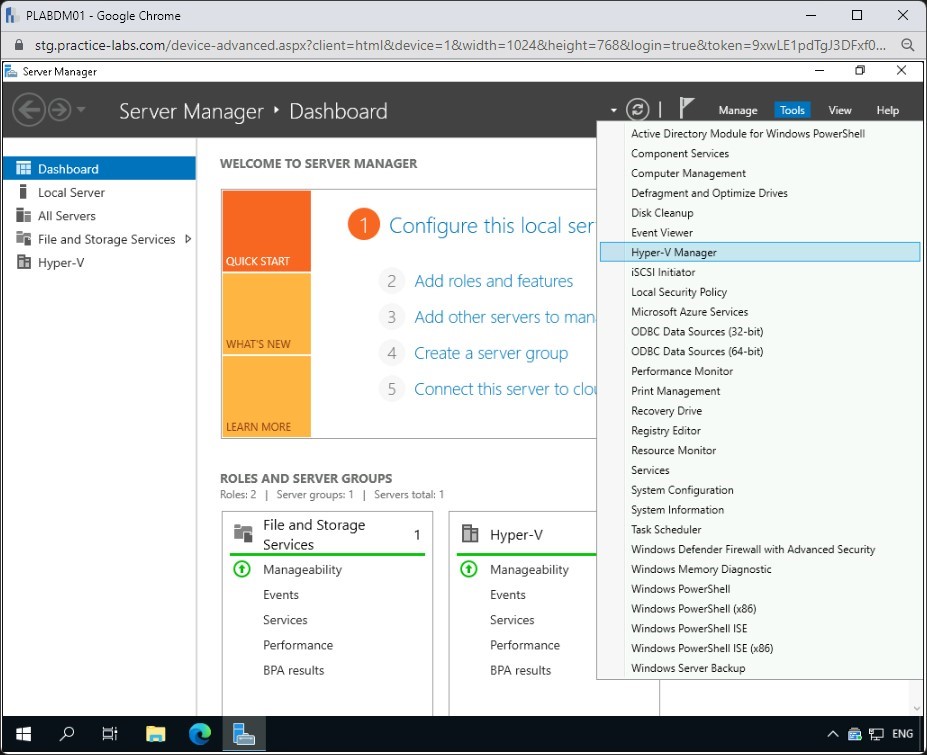 PLABDM01 - Google Chrome
stg.practice-labs.com/device-advanced.aspx?client=html&device=1&width=1024&height=768&login=true&token=9xwLE1pdTgJ3DFxf0...
Server Manager
Server Manager ‣ Dashboard
Manage
Tools
View
Help
Dashboard
Local Server
All Servers
File and Storage Services
Hyper-V
WELCOME TO SERVER MANAGER
QUICK START
WHAT'S NEW
LEARN MORE
1 Configure this local ser
2 Add roles and features
3 Add other servers to man
4 Create a server group
5 Connect this server to clou
ROLES AND SERVER GROUPS
Roles: 2 | Server groups: 1 | Servers total: 1
File and Storage
Services
1
Manageability
Events
Services
Performance
BPA results
Hyper-V
Manageability
Events
Services
Performance
BPA results
Active Directory Module for Windows PowerShell
Component Services
Computer Management
Defragment and Optimize Drives
Disk Cleanup
Event Viewer
Hyper-V Manager
iSCSI Initiator
Local Security Policy
Microsoft Azure Services
ODBC Data Sources (32-bit)
ODBC Data Sources (64-bit)
Performance Monitor
Print Management
Recovery Drive
Registry Editor
Resource Monitor
Services
System Configuration
System Information
Task Scheduler
Windows Defender Firewall with Advanced Security
Windows Memory Diagnostic
Windows PowerShell
Windows PowerShell (x86)
Windows PowerShell ISE
Windows PowerShell ISE (x86)
Windows Server Backup
ENG